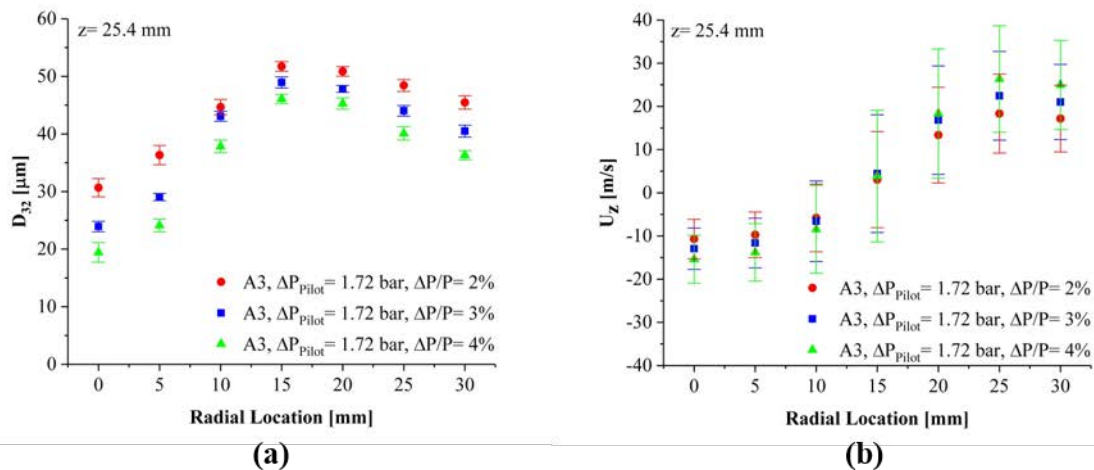 z= 25.4 mm
D32 [μm]
60
50
40
30
20
10
0
A3, ΔPPilot= 1.72 bar, ΔP/P= 2%
A3, ΔPPilot= 1.72 bar, ΔP/P= 3%
A3, ΔPPilot= 1.72 bar, ΔP/P= 4%
0 5 10 15 20 25 30
Radial Location [mm]
(a)
z= 25.4 mm
UZ [m/s]
40
30
20
10
0
-10
-20
-30
-40
A3, ΔPPilot= 1.72 bar, ΔP/P= 2%
A3, ΔPPilot= 1.72 bar, ΔP/P= 3%
A3, ΔPPilot= 1.72 bar, ΔP/P= 4%
0 5 10 15 20 25 30
Radial Location [mm]
(b)